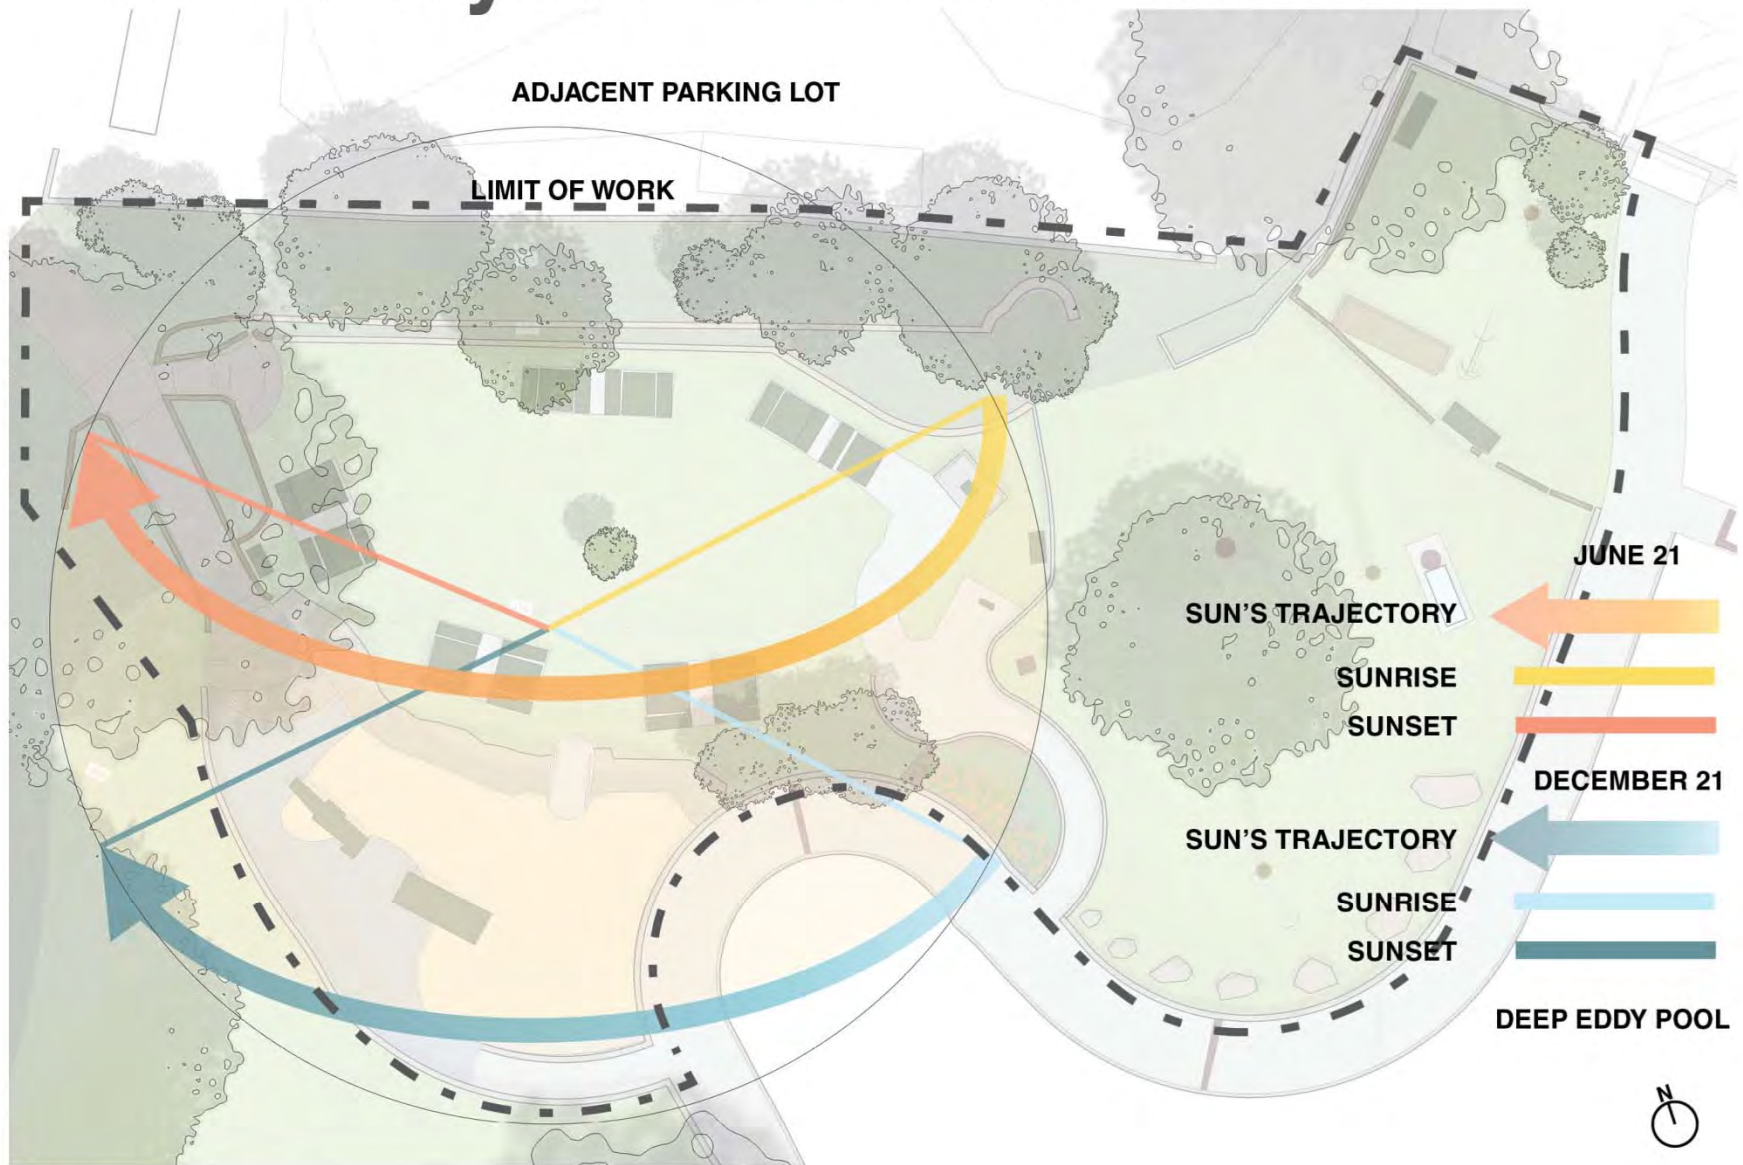 ADJACENT PARKING LOT
LIMIT OF WORK
JUNE 21
SUN'S TRAJECTORY
SUNRISE
SUNSET
DECEMBER 21
SUN'S TRAJECTORY
SUNRISE
SUNSET
DEEP EDDY POOL
N